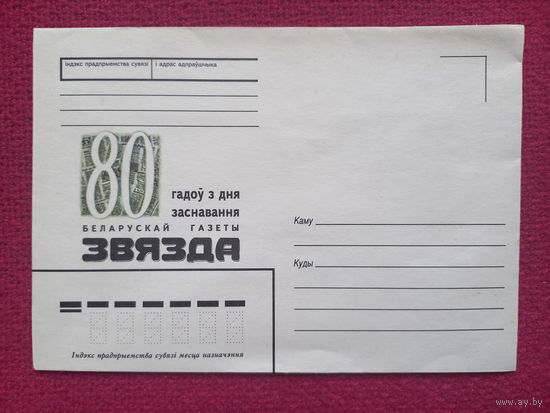 індэкс прадпрыемства сувязі і адрас адпраўшчыка
80
гадоў з дня
заснавання
БЕЛАРУСКАЙ ГАЗЕТЫ
ЗВЯЗДА
Каму
Куды
Індэкс прадпрыемства сувязі месца назначэння
ay.by